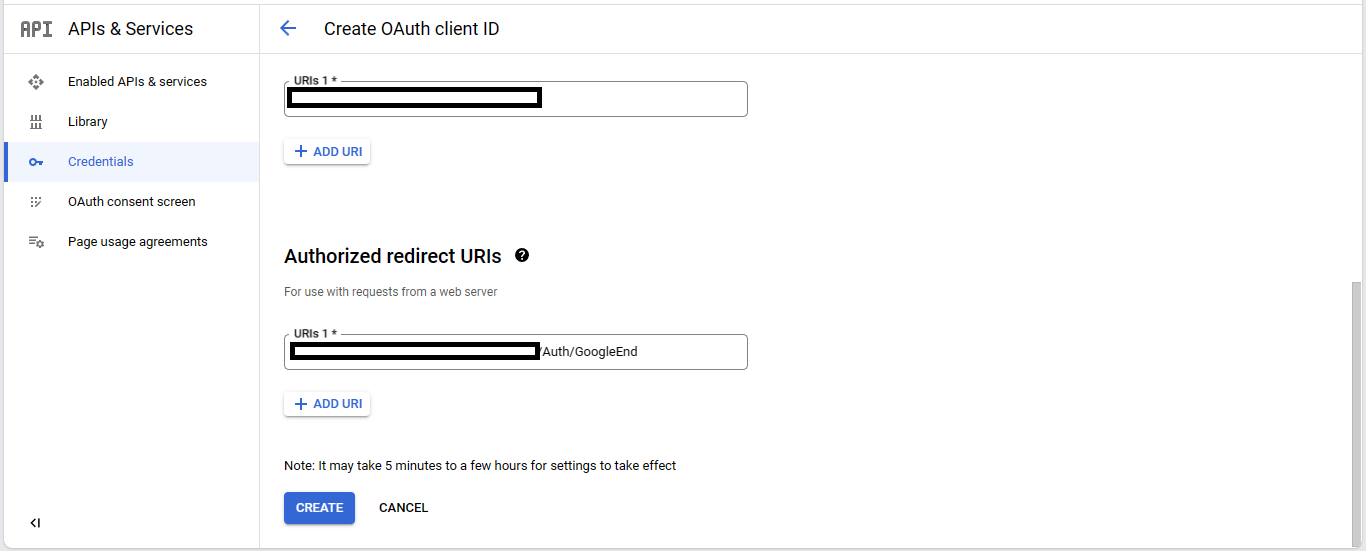 API APIs & Services
Create OAuth client ID
Enabled APIs & services
Library
Credentials
OAuth consent screen
Page usage agreements
URIs 1 *
ADD URI
Authorized redirect URIs
For use with requests from a web server
URIs 1 *
/Auth/GoogleEnd
ADD URI
Note: It may take 5 minutes to a few hours for settings to take effect
CREATE CANCEL